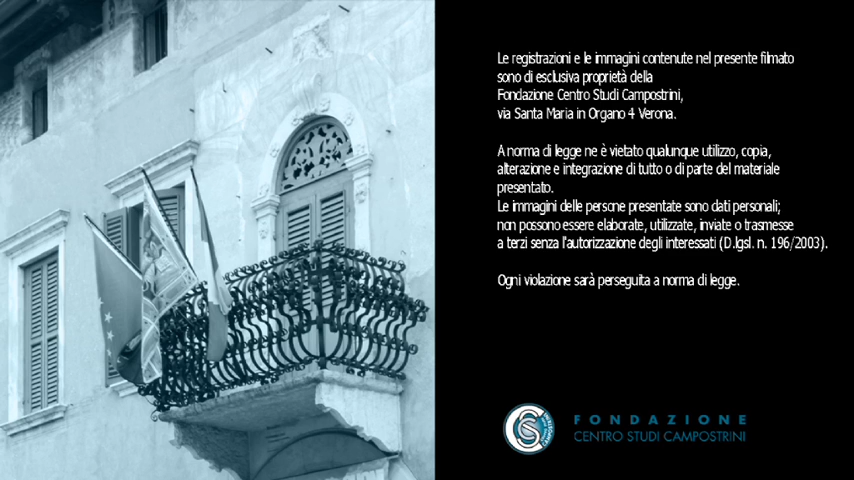 Le registrazioni e le immagini contenute nel presente filmato
sono di esclusiva proprietà della
Fondazione Centro Studi Campostrini,
via Santa Maria in Organo 4 Verona.
A norma di legge ne è vietato qualunque utilizzo, copia,
alterazione e integrazione di tutto o di parte del materiale
presentato.
Le immagini delle persone presentate sono dati personali;
non possono essere elaborate, utilizzate, inviate o trasmesse
a terzi senza l'autorizzazione degli interessati (D.lgsl. n. 196/2003).
Ogni violazione sarà perseguita a norma di legge.
FONDAZIONE
CENTRO STUDI CAMPOSTRINI